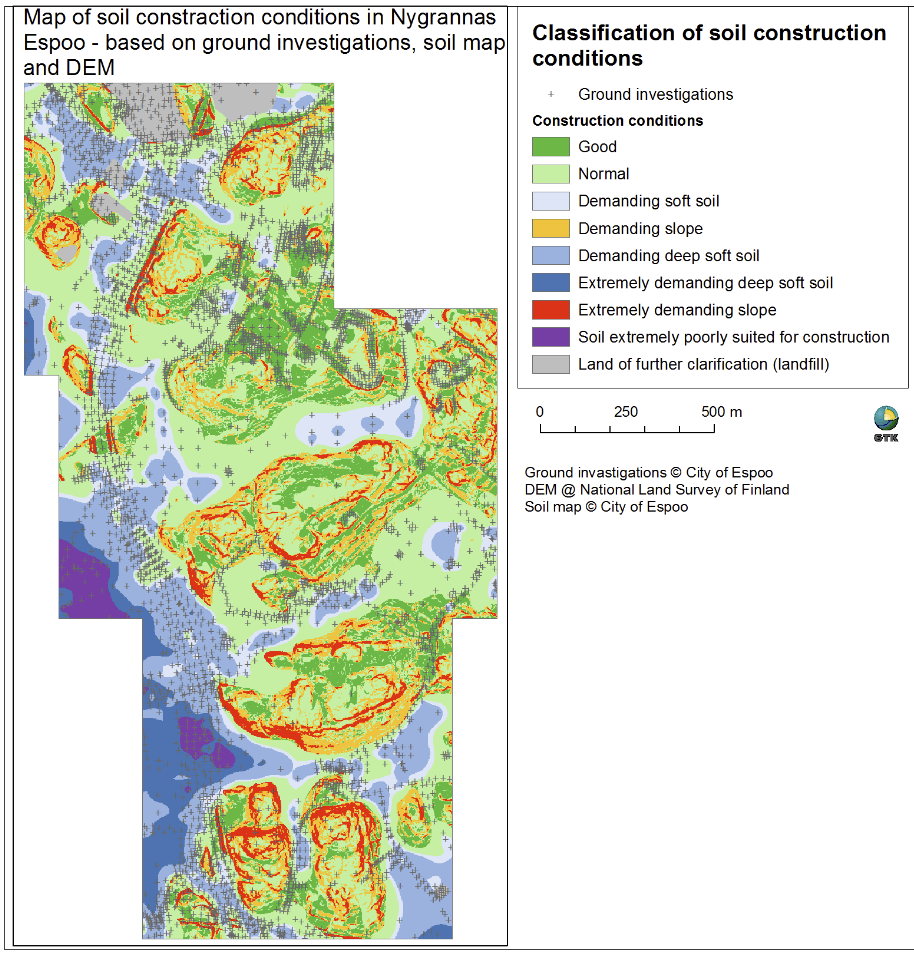 Map of soil constraction conditions in Nygrannas
Espoo - based on ground investigations, soil map
and DEM
Classification of soil construction
conditions
Ground investigations
Construction conditions
Good
Normal
Demanding soft soil
Demanding slope
Demanding deep soft soil
Extremely demanding deep soft soil
Extremely demanding slope
Soil extremely poorly suited for construction
Land of further clarification (landfill)
0 250 500 m
GTK
Ground invastigations © City of Espoo
DEM @ National Land Survey of Finland
Soil map © City of Espoo